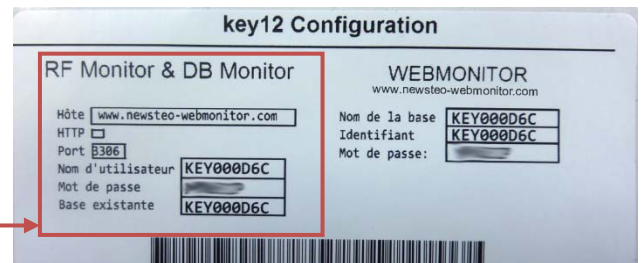 key12 Configuration
RF Monitor & DB Monitor
Hôte www.newsteo-webmonitor.com
HTTP
Port 3306
Nom d'utilisateur KEY000D6C
Mot de passe
Base existante KEY000D6C
WEBMONITOR
www.newsteo-webmonitor.com
Nom de la base KEY000D6C
Identifiant KEY000D6C
Mot de passe: